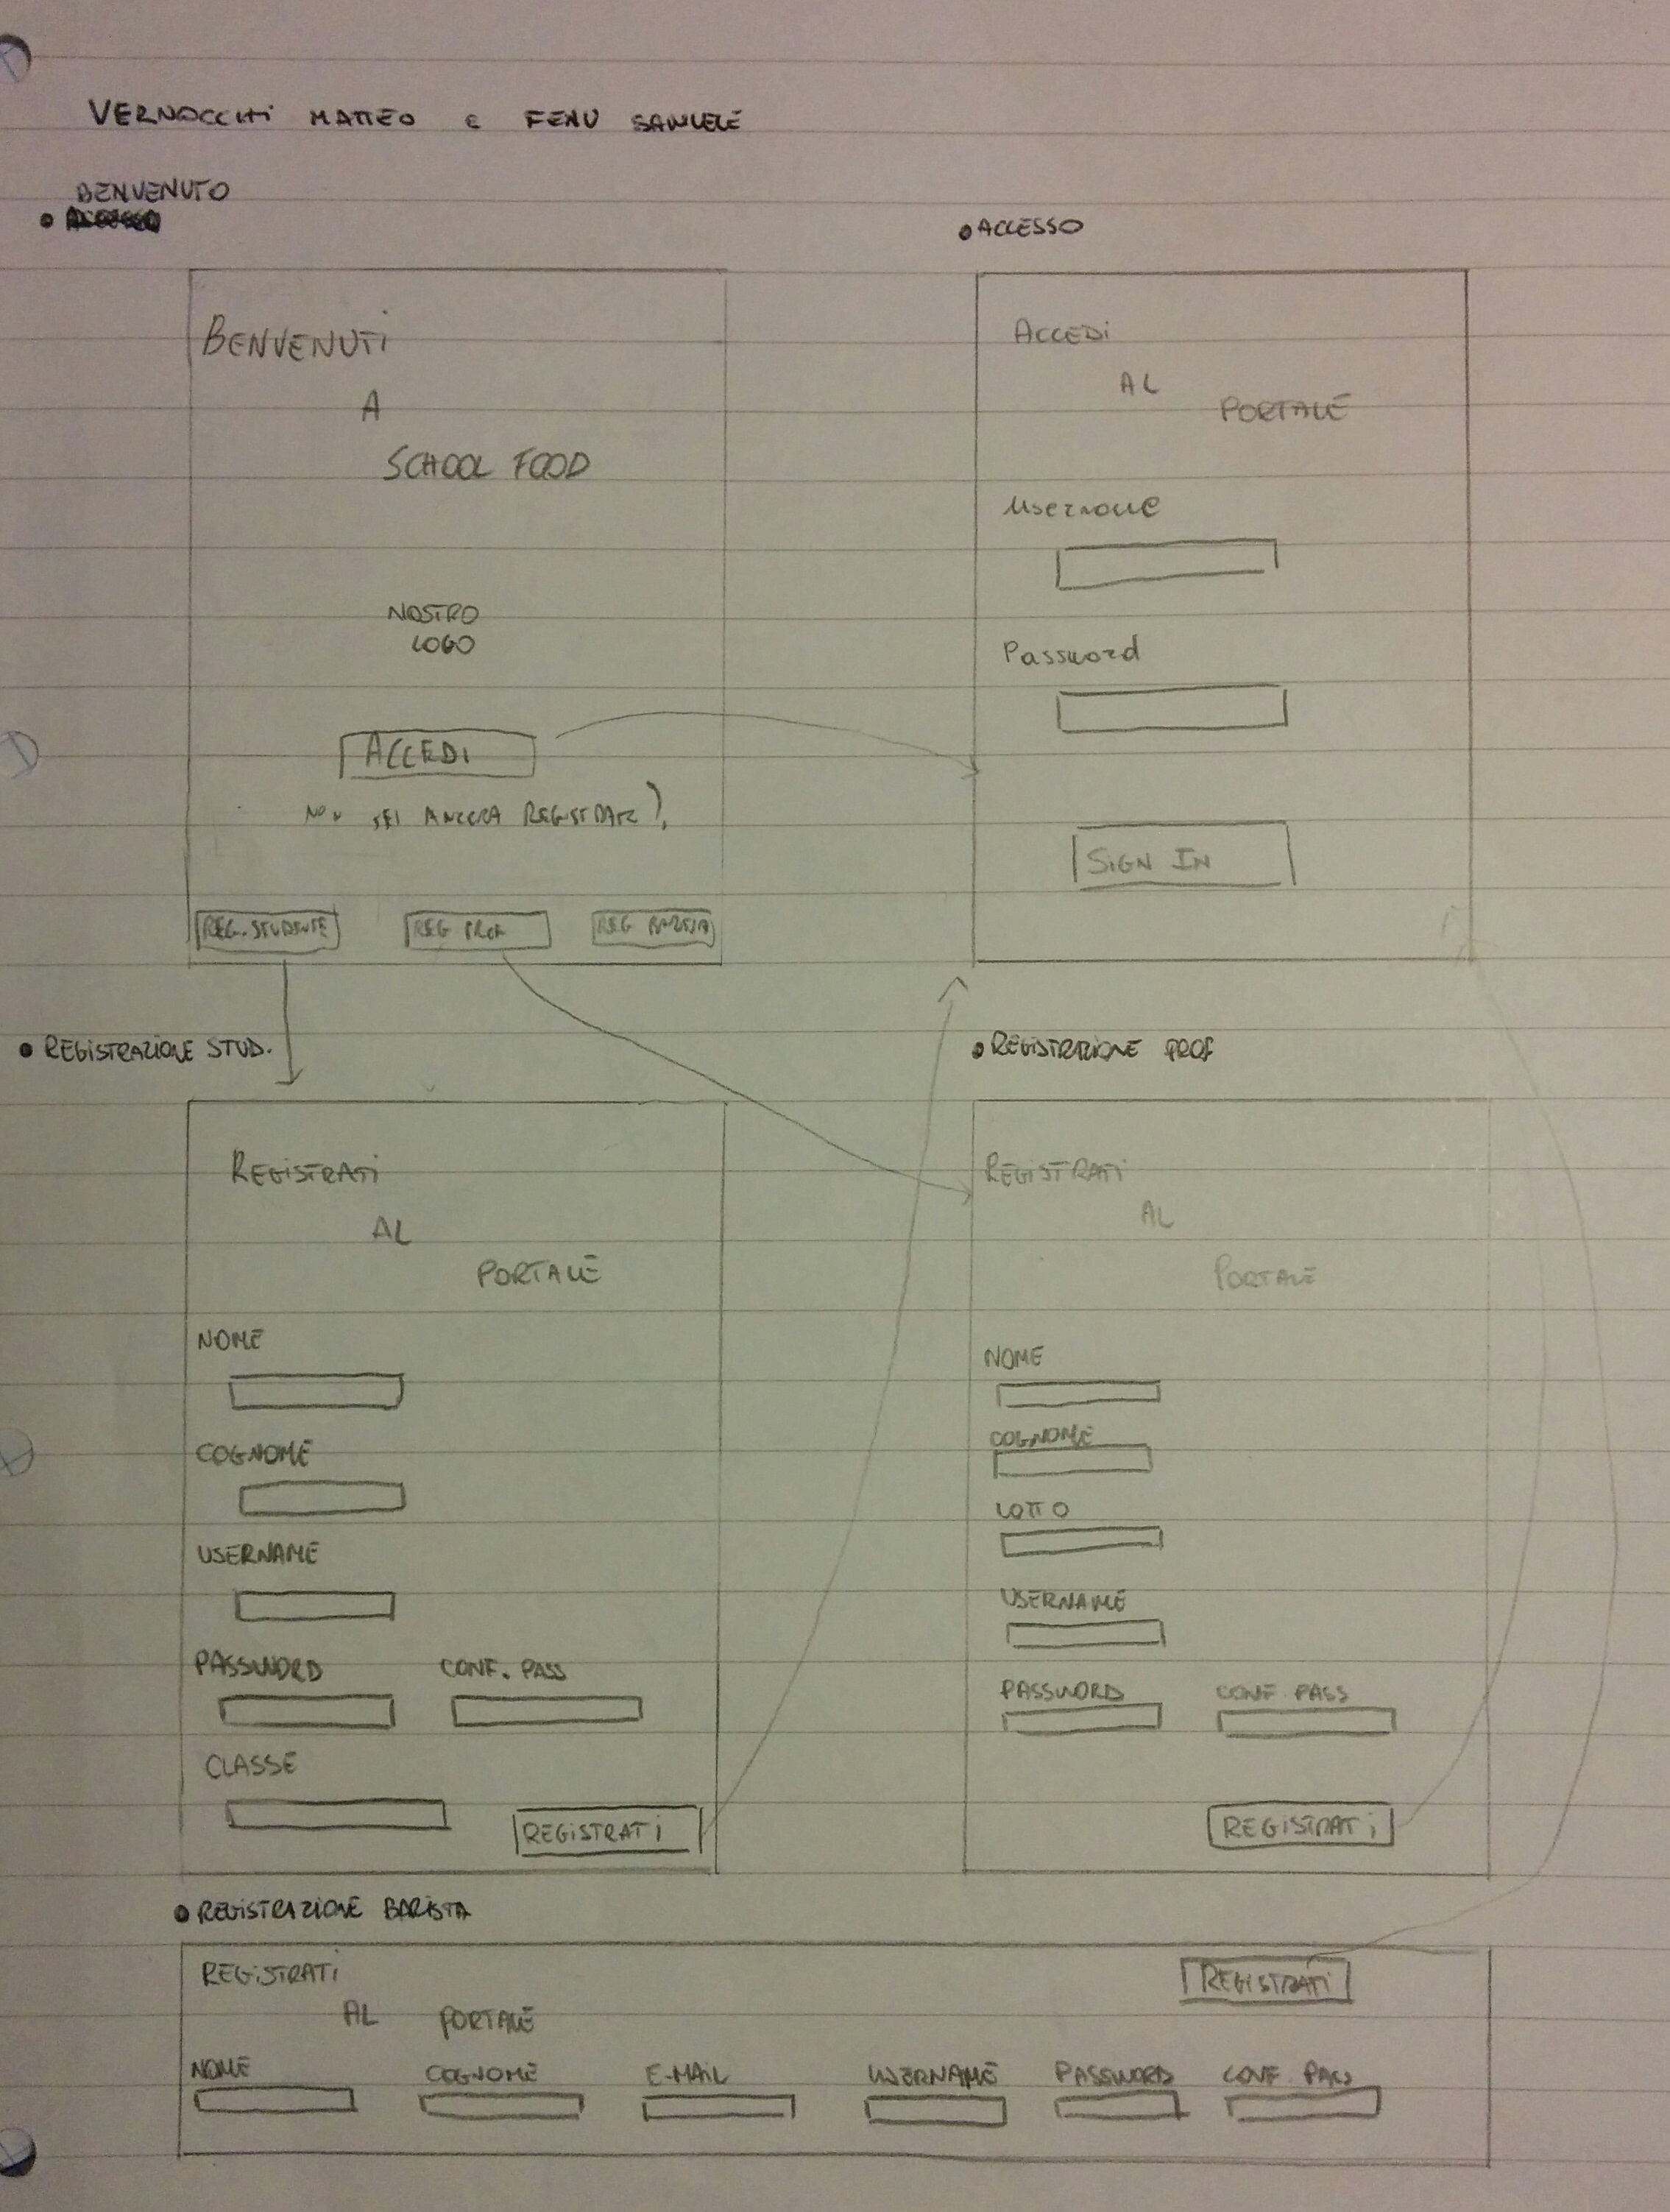 VERNOCCHI MATTEO e FENU SAMUELE
BENVENUTO
• ACCESSO
BENVENUTI
A
SCHOOL FOOD
NOSTRO
LOGO
ACCEDI
NON SEI ANCORA REGISTRATO?
REG. STUDENTE
REG PROF
REG BARISTA
ACCEDI
AL
PORTALE
Username
Password
SIGN IN
• REGISTRAZIONE STUD.
REGISTRATI
AL
PORTALE
NOME
COGNOME
USERNAME
PASSWORD CONF. PASS
CLASSE
REGISTRATI
• REGISTRAZIONE PROF
REGISTRATI
AL
PORTALE
NOME
COGNOME
LOTTO
USERNAME
PASSWORD CONF. PASS
REGISTRATI
• REGISTRAZIONE BARISTA
REGISTRATI
AL PORTALE
REGISTRATI
NOME COGNOME E-MAIL USERNAME PASSWORD CONF. PASS